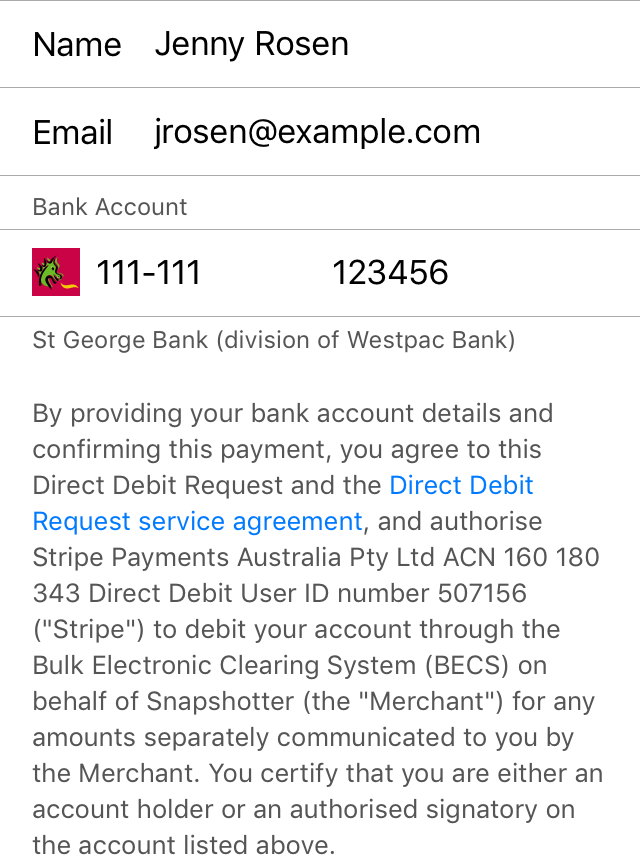 Name Jenny Rosen
Email jrosen@example.com
Bank Account
111-111 123456
St George Bank (division of Westpac Bank)
By providing your bank account details and
confirming this payment, you agree to this
Direct Debit Request and the Direct Debit
Request service agreement, and authorise
Stripe Payments Australia Pty Ltd ACN 160 180
343 Direct Debit User ID number 507156
("Stripe") to debit your account through the
Bulk Electronic Clearing System (BECS) on
behalf of Snapshotter (the "Merchant") for any
amounts separately communicated to you by
the Merchant. You certify that you are either an
account holder or an authorised signatory on
the account listed above.